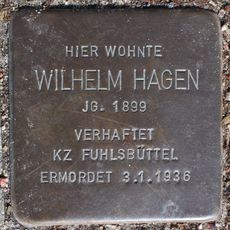 HIER WOHNTE
WILHELM HAGEN
JG. 1899
VERHAFTET
KZ FUHLSBÜTTEL
ERMORDET 3.1.1936